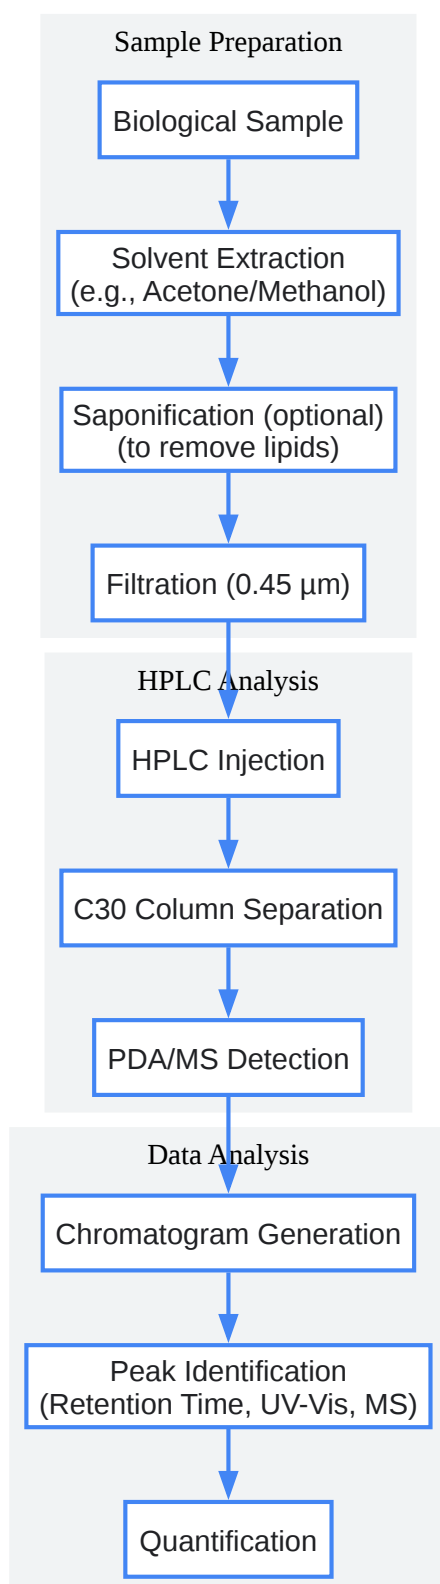 Sample Preparation
Biological Sample
Solvent Extraction
(e.g., Acetone/Methanol)
Saponification (optional)
(to remove lipids)
Filtration (0.45 µm)
HPLC Analysis
HPLC Injection
C30 Column Separation
PDA/MS Detection
Data Analysis
Chromatogram Generation
Peak Identification
(Retention Time, UV-Vis, MS)
Quantification